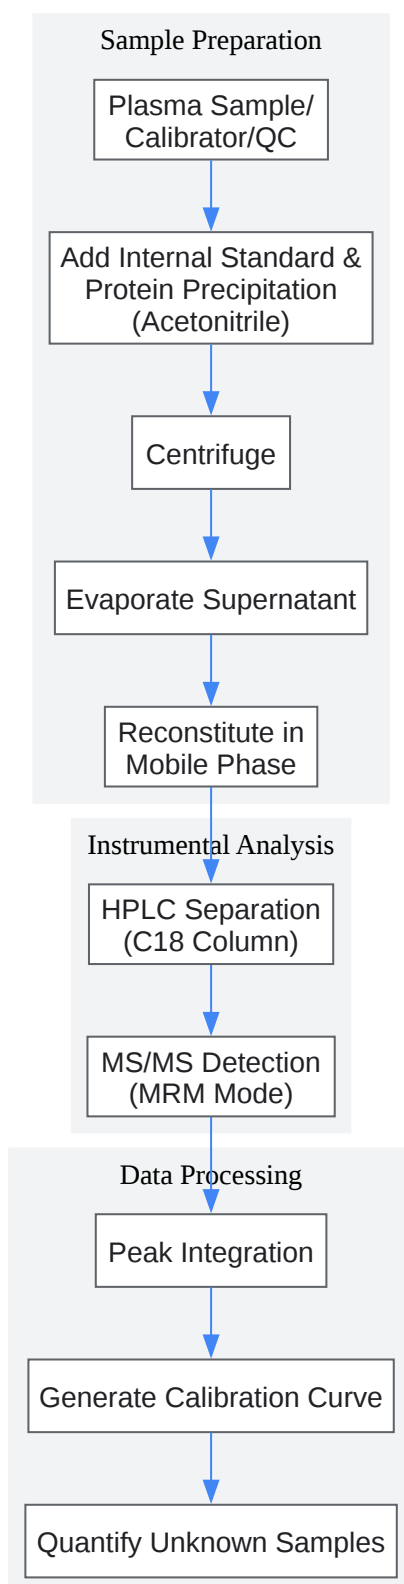 Sample Preparation
Plasma Sample/
Calibrator/QC
Add Internal Standard &
Protein Precipitation
(Acetonitrile)
Centrifuge
Evaporate Supernatant
Reconstitute in
Mobile Phase
Instrumental Analysis
HPLC Separation
(C18 Column)
MS/MS Detection
(MRM Mode)
Data Processing
Peak Integration
Generate Calibration Curve
Quantify Unknown Samples